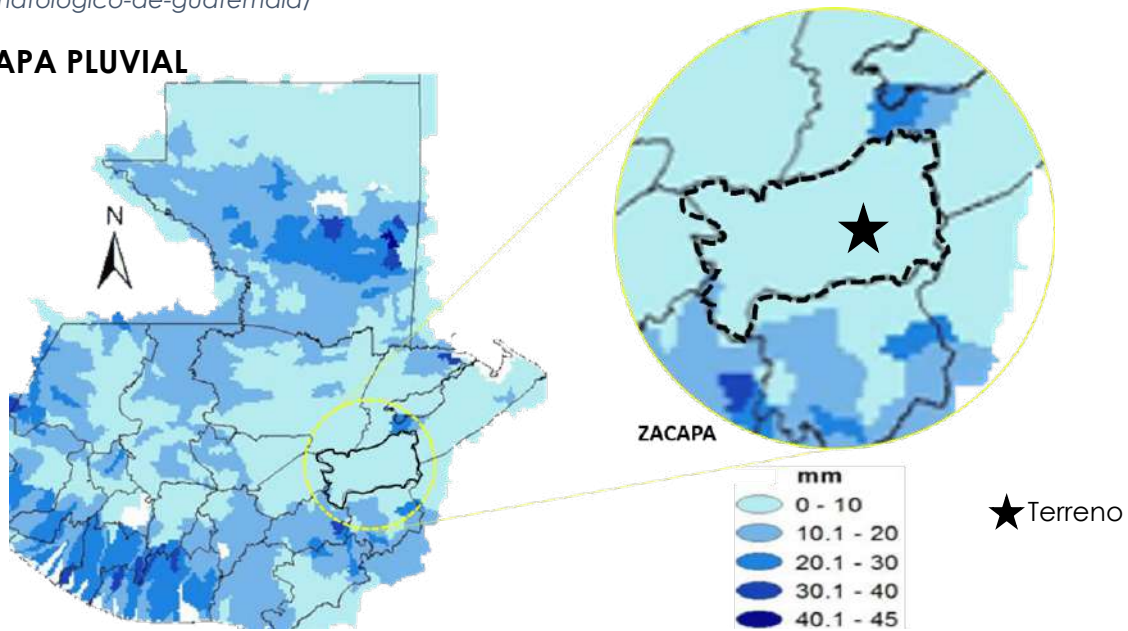 APA PLUVIAL
N
ZACAPA
mm
0 - 10
10.1 - 20
20.1 - 30
30.1 - 40
40.1 - 45
Terreno